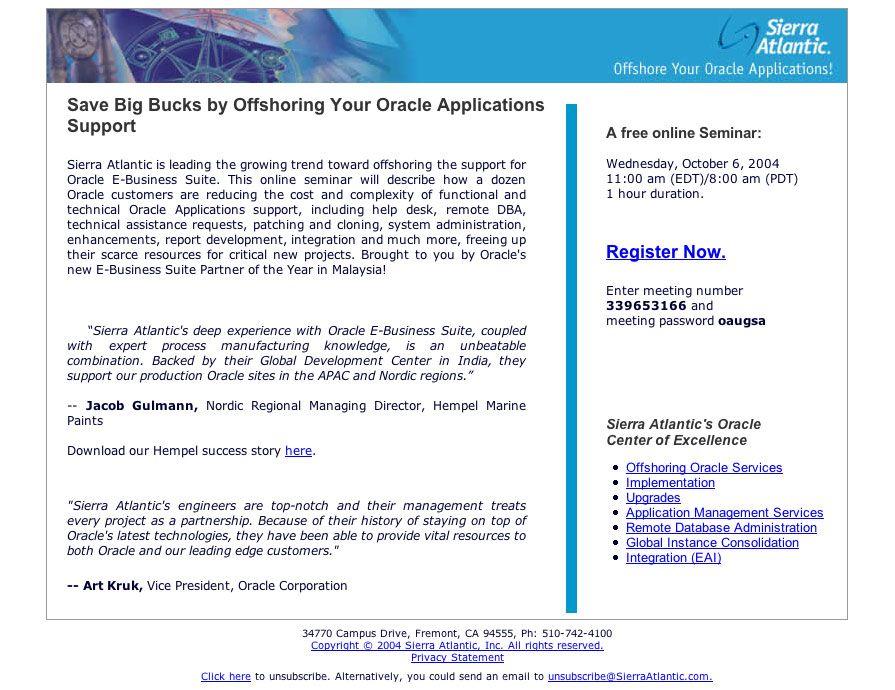 Sierra
Atlantic.
Offshore Your Oracle Applications!
Save Big Bucks by Offshoring Your Oracle Applications
Support
Sierra Atlantic is leading the growing trend toward offshoring the support for
Oracle E-Business Suite. This online seminar will describe how a dozen
Oracle customers are reducing the cost and complexity of functional and
technical Oracle Applications support, including help desk, remote DBA,
technical assistance requests, patching and cloning, system administration,
enhancements, report development, integration and much more, freeing up
their scarce resources for critical new projects. Brought to you by Oracle's
new E-Business Suite Partner of the Year in Malaysia!
“Sierra Atlantic's deep experience with Oracle E-Business Suite, coupled
with expert process manufacturing knowledge, is an unbeatable
combination. Backed by their Global Development Center in India, they
support our production Oracle sites in the APAC and Nordic regions.”
-- Jacob Gulmann, Nordic Regional Managing Director, Hempel Marine
Paints
Download our Hempel success story here.
"Sierra Atlantic's engineers are top-notch and their management treats
every project as a partnership. Because of their history of staying on top of
Oracle's latest technologies, they have been able to provide vital resources to
both Oracle and our leading edge customers."
-- Art Kruk, Vice President, Oracle Corporation
A free online Seminar:
Wednesday, October 6, 2004
11:00 am (EDT)/8:00 am (PDT)
1 hour duration.
Register Now.
Enter meeting number
339653166 and
meeting password oaugsa
Sierra Atlantic's Oracle
Center of Excellence
• Offshoring Oracle Services
• Implementation
• Upgrades
• Application Management Services
• Remote Database Administration
• Global Instance Consolidation
• Integration (EAI)
34770 Campus Drive, Fremont, CA 94555, Ph: 510-742-4100
Copyright © 2004 Sierra Atlantic, Inc. All rights reserved.
Privacy Statement
Click here to unsubscribe. Alternatively, you could send an email to unsubscribe@SierraAtlantic.com.